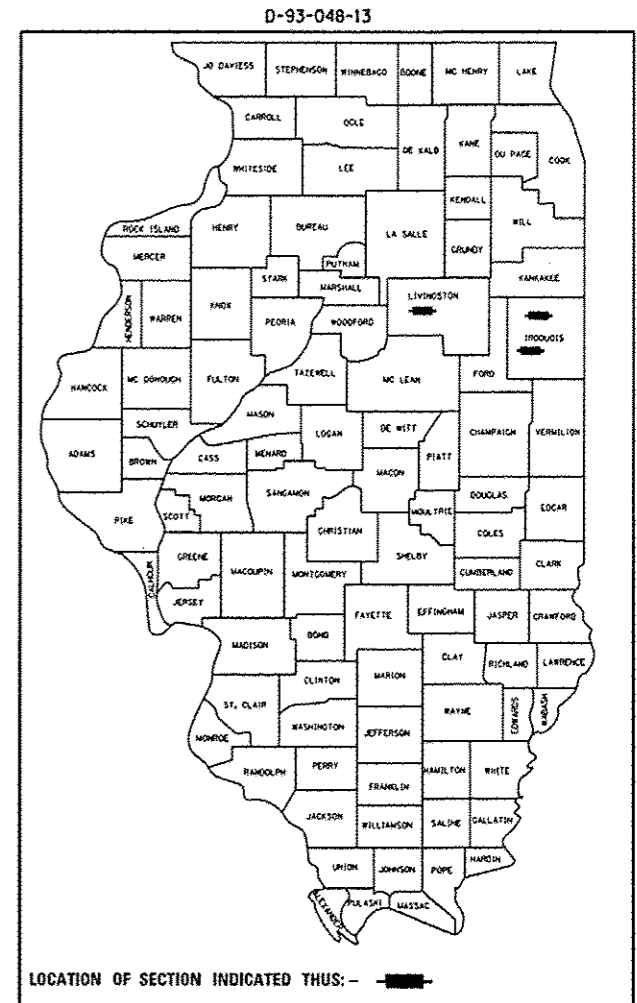 D-93-048-13
JO DAVIESS STEPHENSON WINNEBAGO BOONE MC HENRY LAKE
CARROLL OGLE DE KALB KANE DU PAGE COOK
WHITESIDE LEE KENDALL WILL
ROCK ISLAND HENRY BUREAU LA SALLE GRUNDY
MERCER PUTNAM KANKAKEE
HENDERSON WARREN KNOX STARK MARSHALL LIVINGSTON
PEORIA WOODFORD IROQUOIS
HANCOCK MC DONOUGH FULTON TAZEWELL MC LEAN FORD
SCHUYLER MASON LOGAN DE WITT CHAMPAIGN VERMILION
ADAMS BROWN CASS MENARD MACON PIATT
PIKE SCOTT MORGAN SANGAMON MOULTRIE DOUGLAS EDGAR
CHRISTIAN COLES
CALHOUN GREENE MACOUPIN MONTGOMERY SHELBY CUMBERLAND CLARK
JERSEY FAYETTE EFFINGHAM JASPER CRAWFORD
MADISON BOND CLAY RICHLAND LAWRENCE
CLINTON MARION
ST. CLAIR WASHINGTON JEFFERSON WAYNE EDWARDS WABASH
MONROE
RANDOLPH PERRY FRANKLIN HAMILTON WHITE
JACKSON WILLIAMSON SALINE GALLATIN
UNION JOHNSON POPE HARDIN
ALEXANDER PULASKI MASSAC
LOCATION OF SECTION INDICATED THUS:-